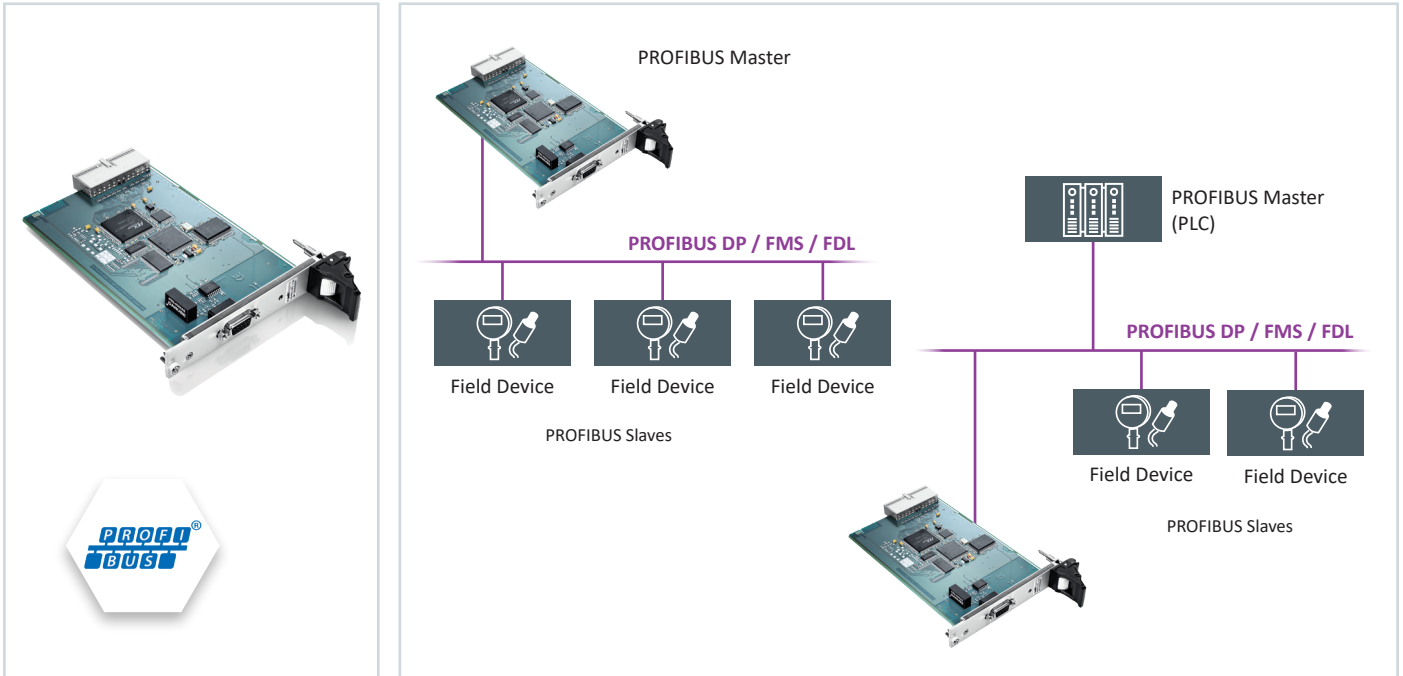 PROFI®
BUS
PROFIBUS Master
PROFIBUS DP / FMS / FDL
Field Device
Field Device
Field Device
PROFIBUS Slaves
PROFIBUS Master
(PLC)
PROFIBUS DP / FMS / FDL
Field Device
Field Device
PROFIBUS Slaves